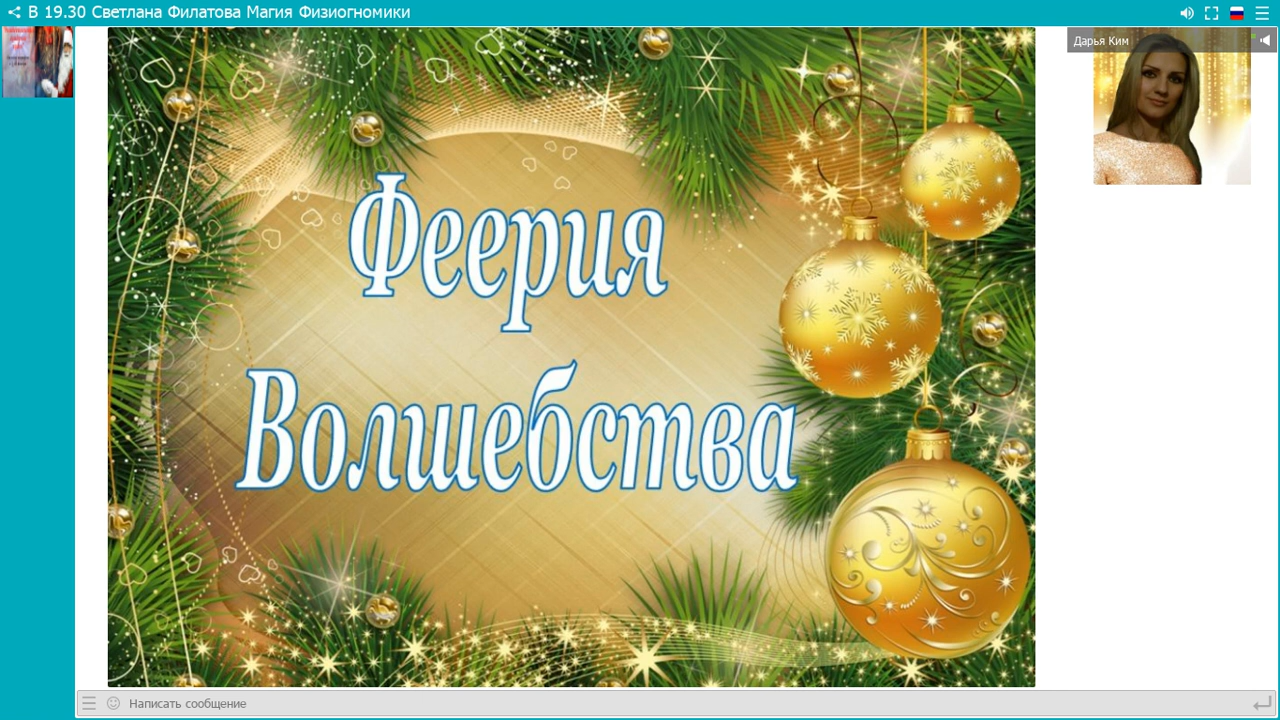 В 19.30 Светлана Филатова Магия Физиогномики
Дарья Ким
Феерия
Волшебства
Написать сообщение